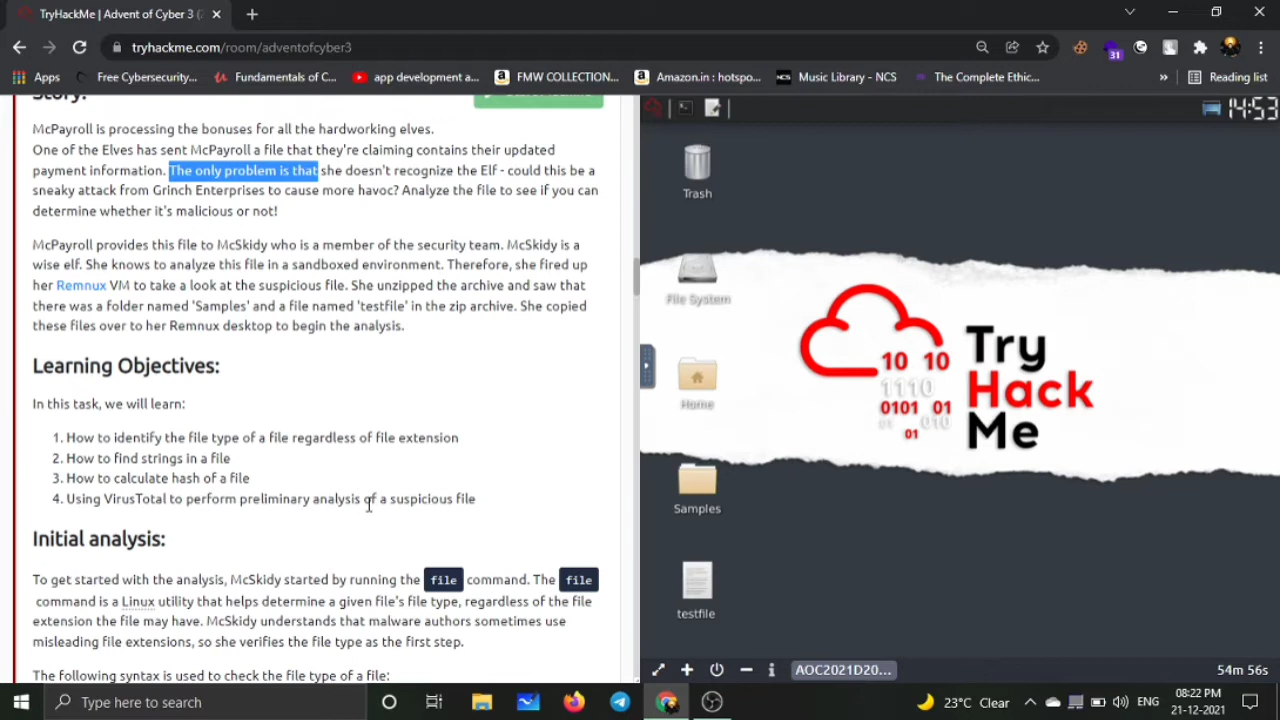 TryHackMe | Advent of Cyber 3 (
tryhackme.com/room/adventofcyber3
31
Apps
Free Cybersecurity...
Fundamentals of C...
app development a...
FMW COLLECTION...
Amazon.in : hotspo...
NCS
Music Library - NCS
The Complete Ethic...
»
Reading list
Story:
McPayroll is processing the bonuses for all the hardworking elves.
One of the Elves has sent McPayroll a file that they're claiming contains their updated
payment information. The only problem is that she doesn't recognize the Elf - could this be a
sneaky attack from Grinch Enterprises to cause more havoc? Analyze the file to see if you can
determine whether it's malicious or not!
McPayroll provides this file to McSkidy who is a member of the security team. McSkidy is a
wise elf. She knows to analyze this file in a sandboxed environment. Therefore, she fired up
her Remnux VM to take a look at the suspicious file. She unzipped the archive and saw that
there was a folder named 'Samples' and a file named 'testfile' in the zip archive. She copied
these files over to her Remnux desktop to begin the analysis.
Learning Objectives:
In this task, we will learn:
1. How to identify the file type of a file regardless of file extension
2. How to find strings in a file
3. How to calculate hash of a file
4. Using VirusTotal to perform preliminary analysis of a suspicious file
Initial analysis:
To get started with the analysis, McSkidy started by running the file command. The file
command is a Linux utility that helps determine a given file's file type, regardless of the file
extension the file may have. McSkidy understands that malware authors sometimes use
misleading file extensions, so she verifies the file type as the first step.
The following syntax is used to check the file type of a file:
14:53
Trash
File System
Home
Samples
testfile
10 10
1110
0101 01
01 010
01
Try
Hack
Me
AOC2021D20...
54m 56s
Type here to search
23°C Clear
ENG
08:22 PM
21-12-2021